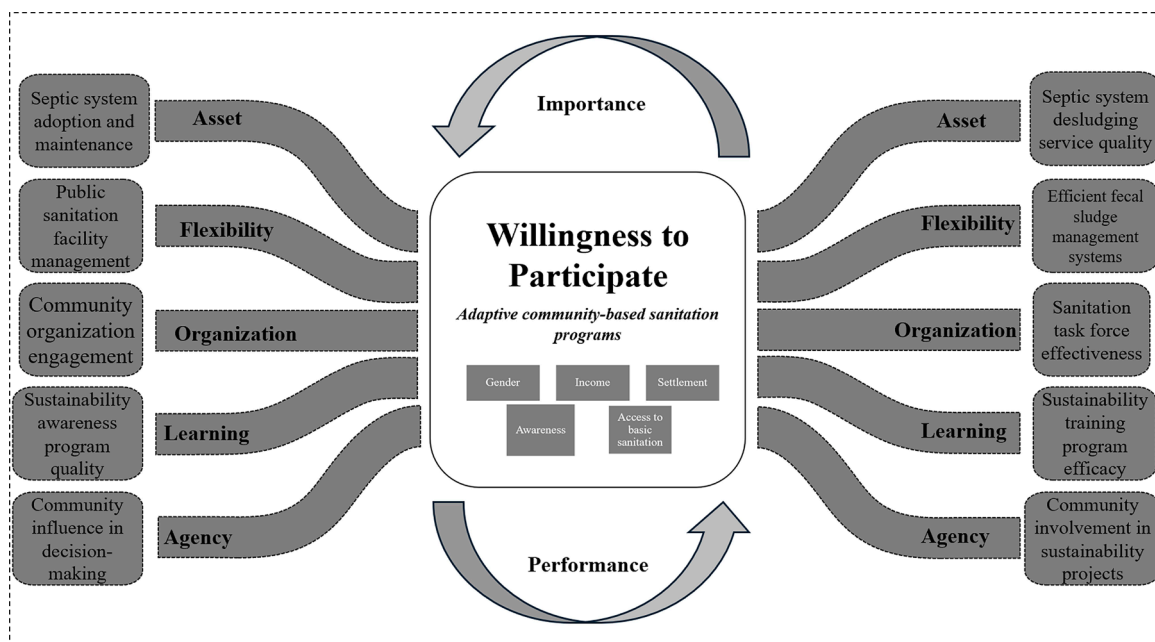 Septic system
adoption and
maintenance
Asset
Public
sanitation
facility
management
Flexibility
Community
organization
engagement
Organization
Sustainability
awareness
program
quality
Learning
Community
influence in
decision-
making
Agency
Importance
Willingness to
Participate
Adaptive community-based sanitation
programs
Gender
Income
Settlement
Awareness
Access to
basic
sanitation
Performance
Asset
Septic system
desludging
service quality
Flexibility
Efficient fecal
sludge
management
systems
Organization
Sanitation
task force
effectiveness
Learning
Sustainability
training
program
efficacy
Agency
Community
involvement in
sustainability
projects